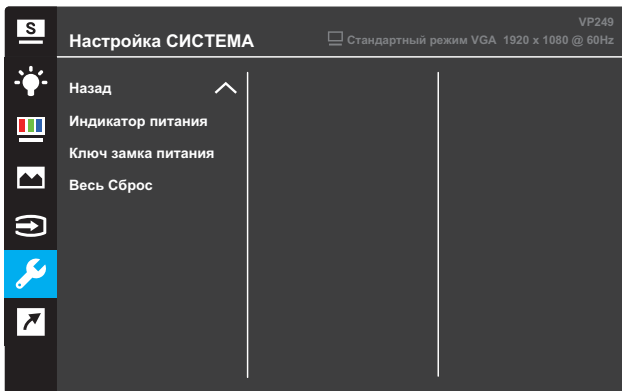 S
VP249
Настройка СИСТЕМА
Стандартный режим VGA 1920 x 1080 @ 60Hz
Назад
Индикатор питания
Ключ замка питания
Весь Сброс